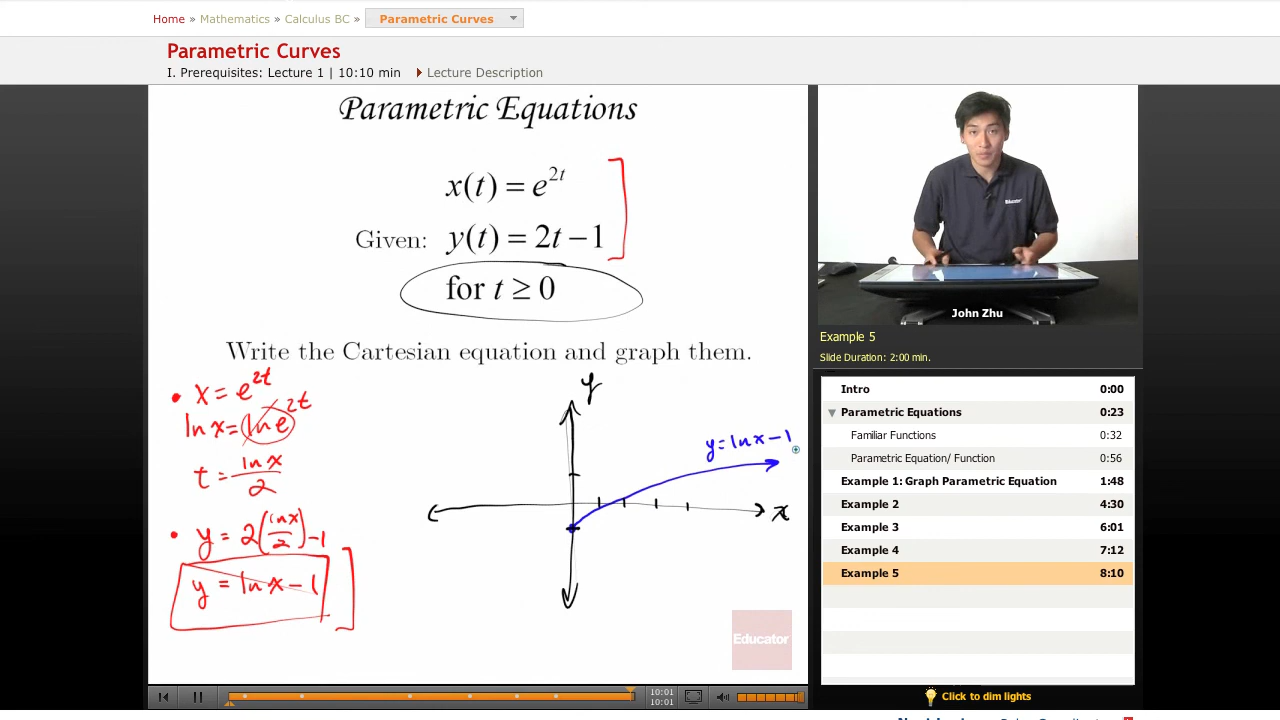 Home » Mathematics » Calculus BC » Parametric Curves
Parametric Curves
I. Prerequisites: Lecture 1 | 10:10 min Lecture Description
Parametric Equations
x(t) = e^{2t}
Given: y(t) = 2t − 1
for t ≥ 0
Write the Cartesian equation and graph them.
• x = e^{2t}
ln x = ln e^{2t}
t = ln x / 2
• y = 2(ln x / 2) − 1
y = ln x − 1
y
y = ln x − 1
x
Educator
Educator
John Zhu
Example 5
Slide Duration: 2:00 min.
Intro 0:00
Parametric Equations 0:23
Familiar Functions 0:32
Parametric Equation/ Function 0:56
Example 1: Graph Parametric Equation 1:48
Example 2 4:30
Example 3 6:01
Example 4 7:12
Example 5 8:10
10:01
10:01
Click to dim lights